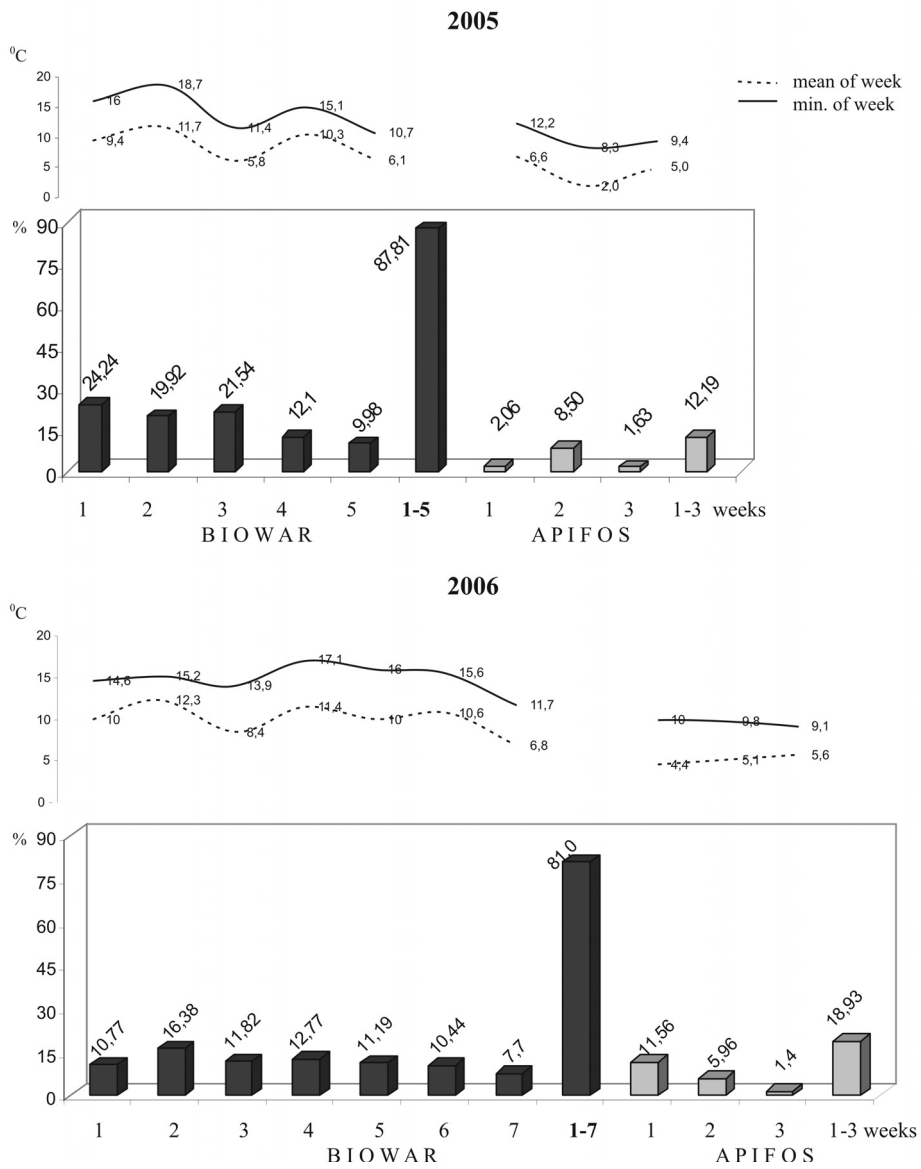 2005
⁰C
20
15
10
5
0
16 18,7 11,4 15,1 10,7 12,2 8,3 9,4
9,4 11,7 5,8 10,3 6,1 6,6 2,0 5,0
mean of week
min. of week
%
90
75
60
45
30
15
0
24,24 19,92 21,54 12,1 9,98 87,81 2,06 8,50 1,63 12,19
1 2 3 4 5 1-5 1 2 3 1-3 weeks
BIOWAR APIFOS
2006
⁰C
20
15
10
5
0
14,6 15,2 13,9 17,1 16 15,6 11,7 10 9,8 9,1
10 12,3 8,4 11,4 10 10,6 6,8 4,4 5,1 5,6
%
90
75
60
45
30
15
0
10,77 16,38 11,82 12,77 11,19 10,44 7,7 81,0 11,56 5,96 1,4 18,93
1 2 3 4 5 6 7 1-7 1 2 3 1-3 weeks
BIOWAR APIFOS